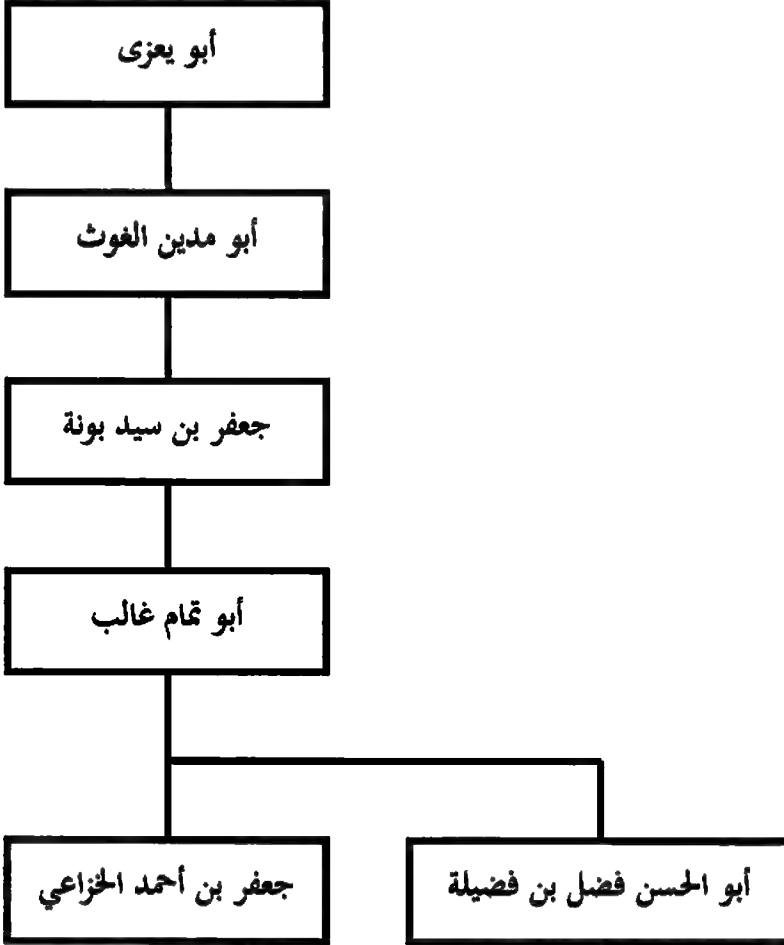 أبو يعزى
أبو مدين الغوث
جعفر بن سيد بونة
أبو تمام غالب
أبو الحسن فضل بن فضيلة
جعفر بن أحمد الخزاعي